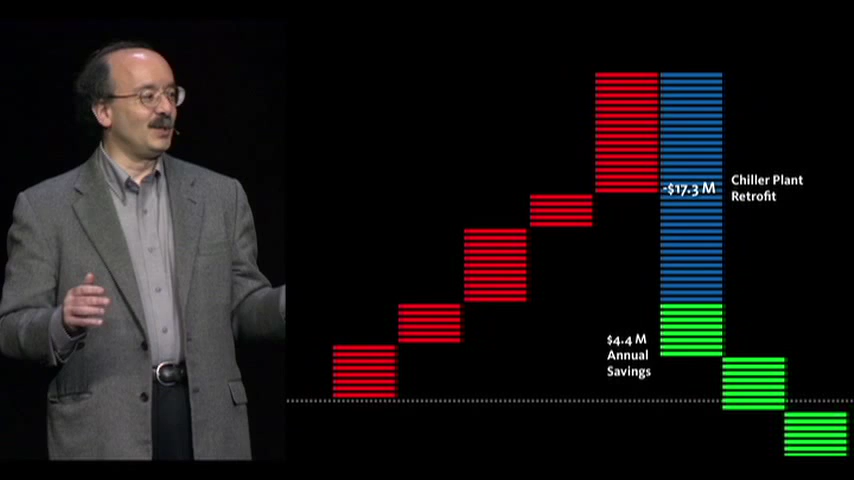 -$17.3 M
Chiller Plant
Retrofit
$4.4 M
Annual
Savings